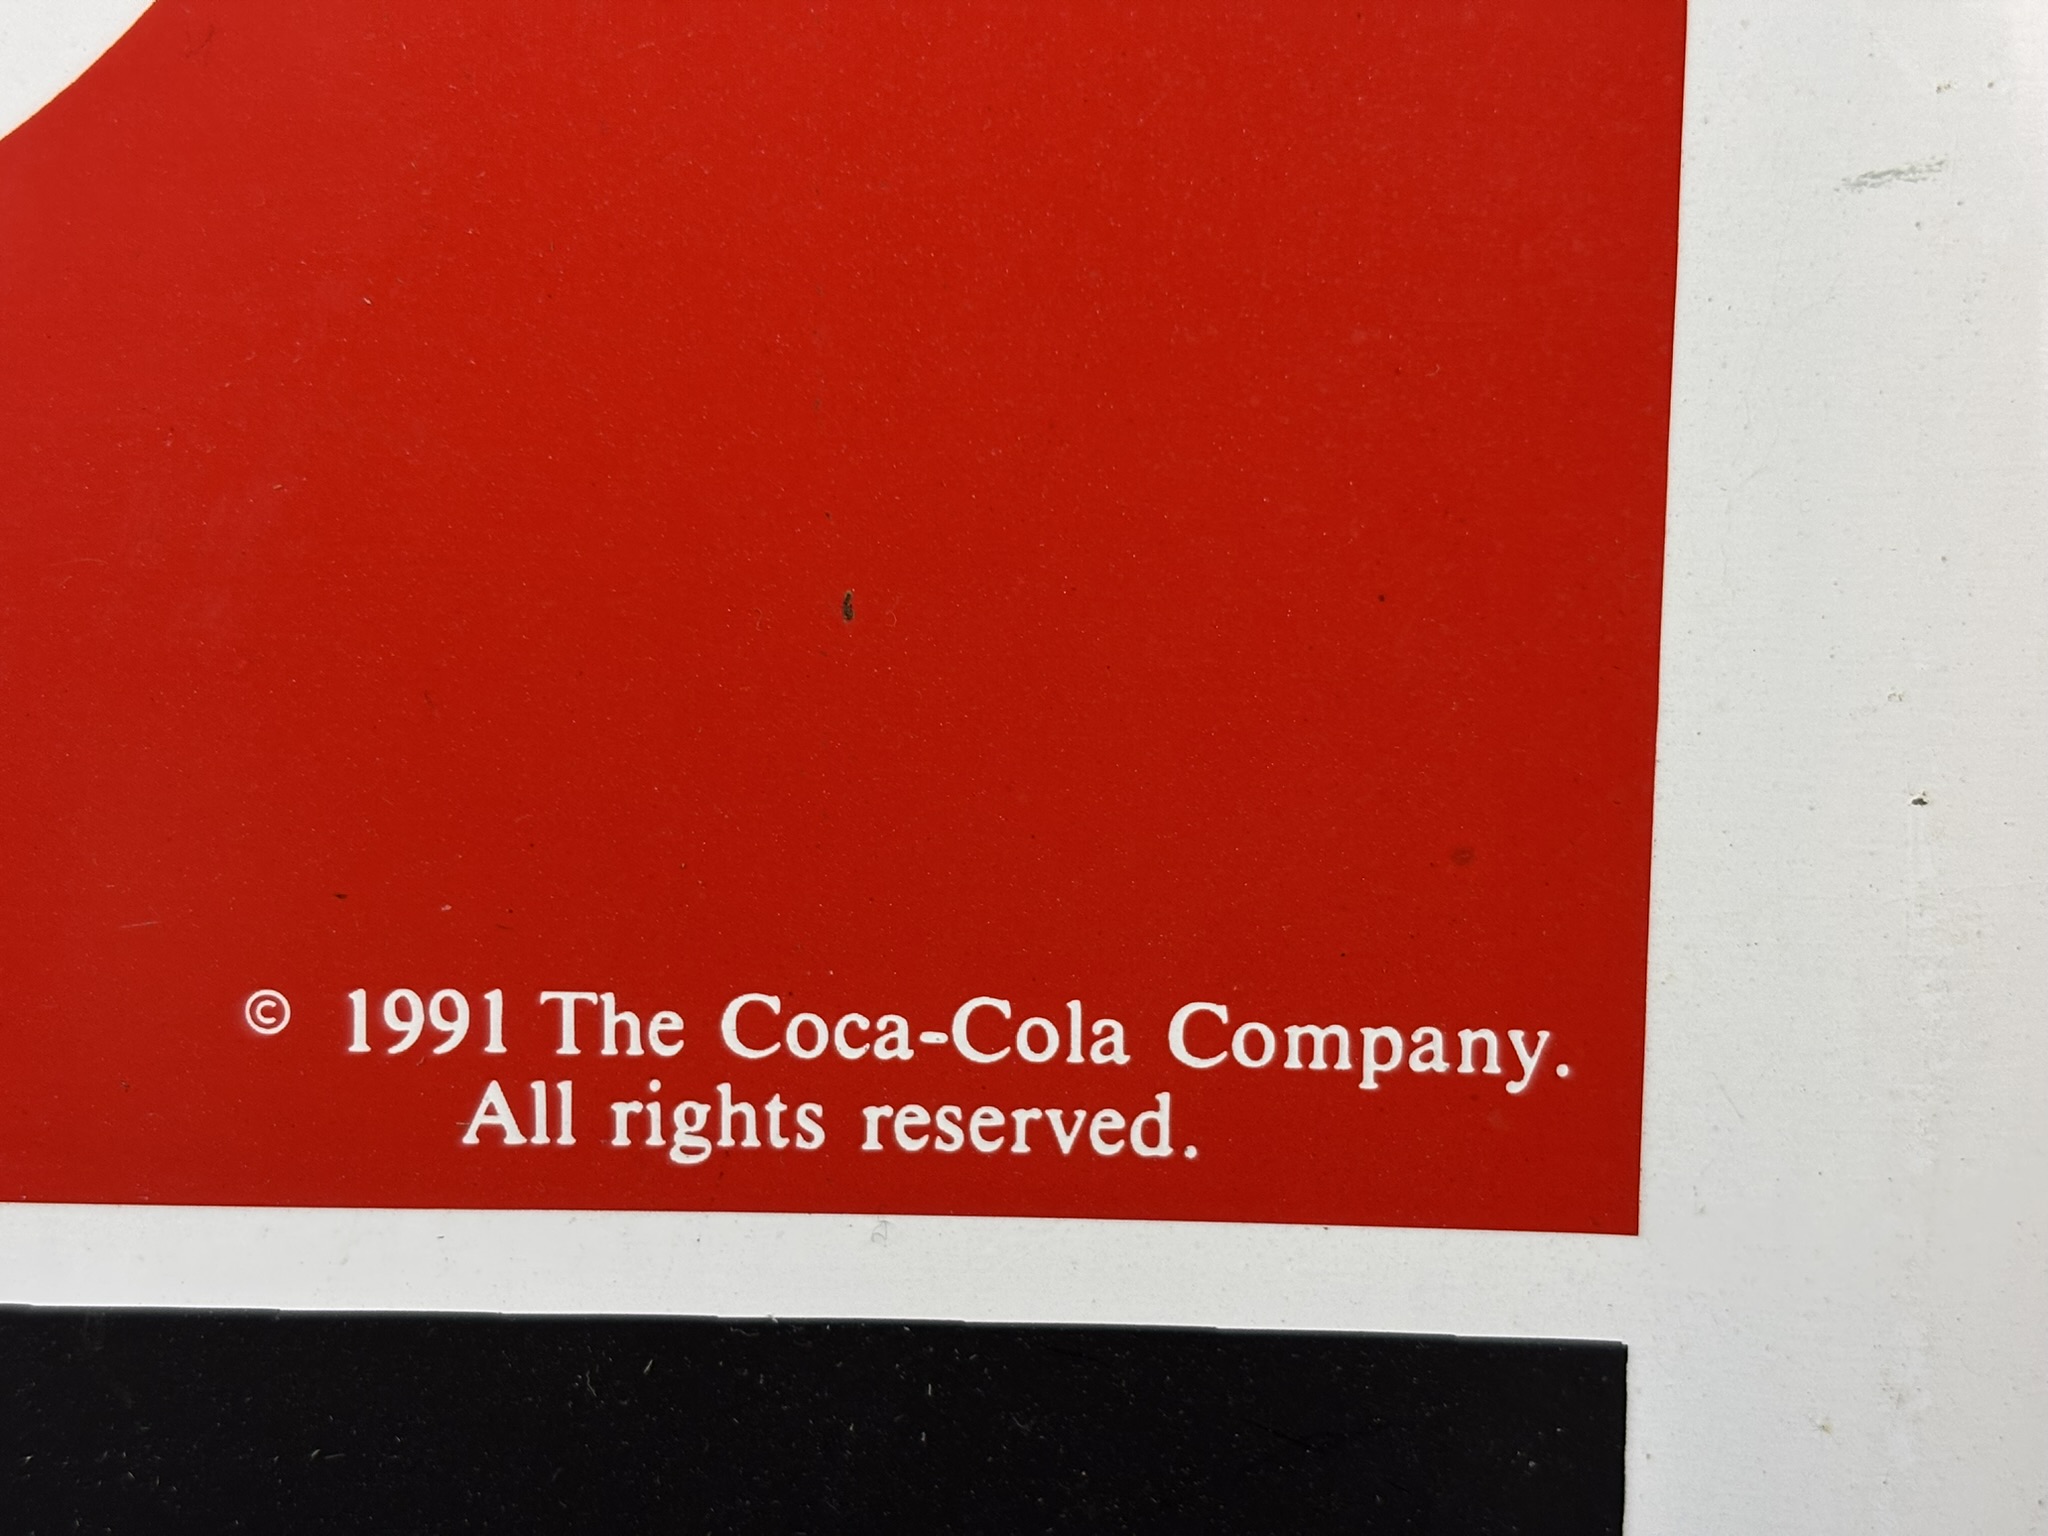 © 1991 The Coca-Cola Company.
All rights reserved.